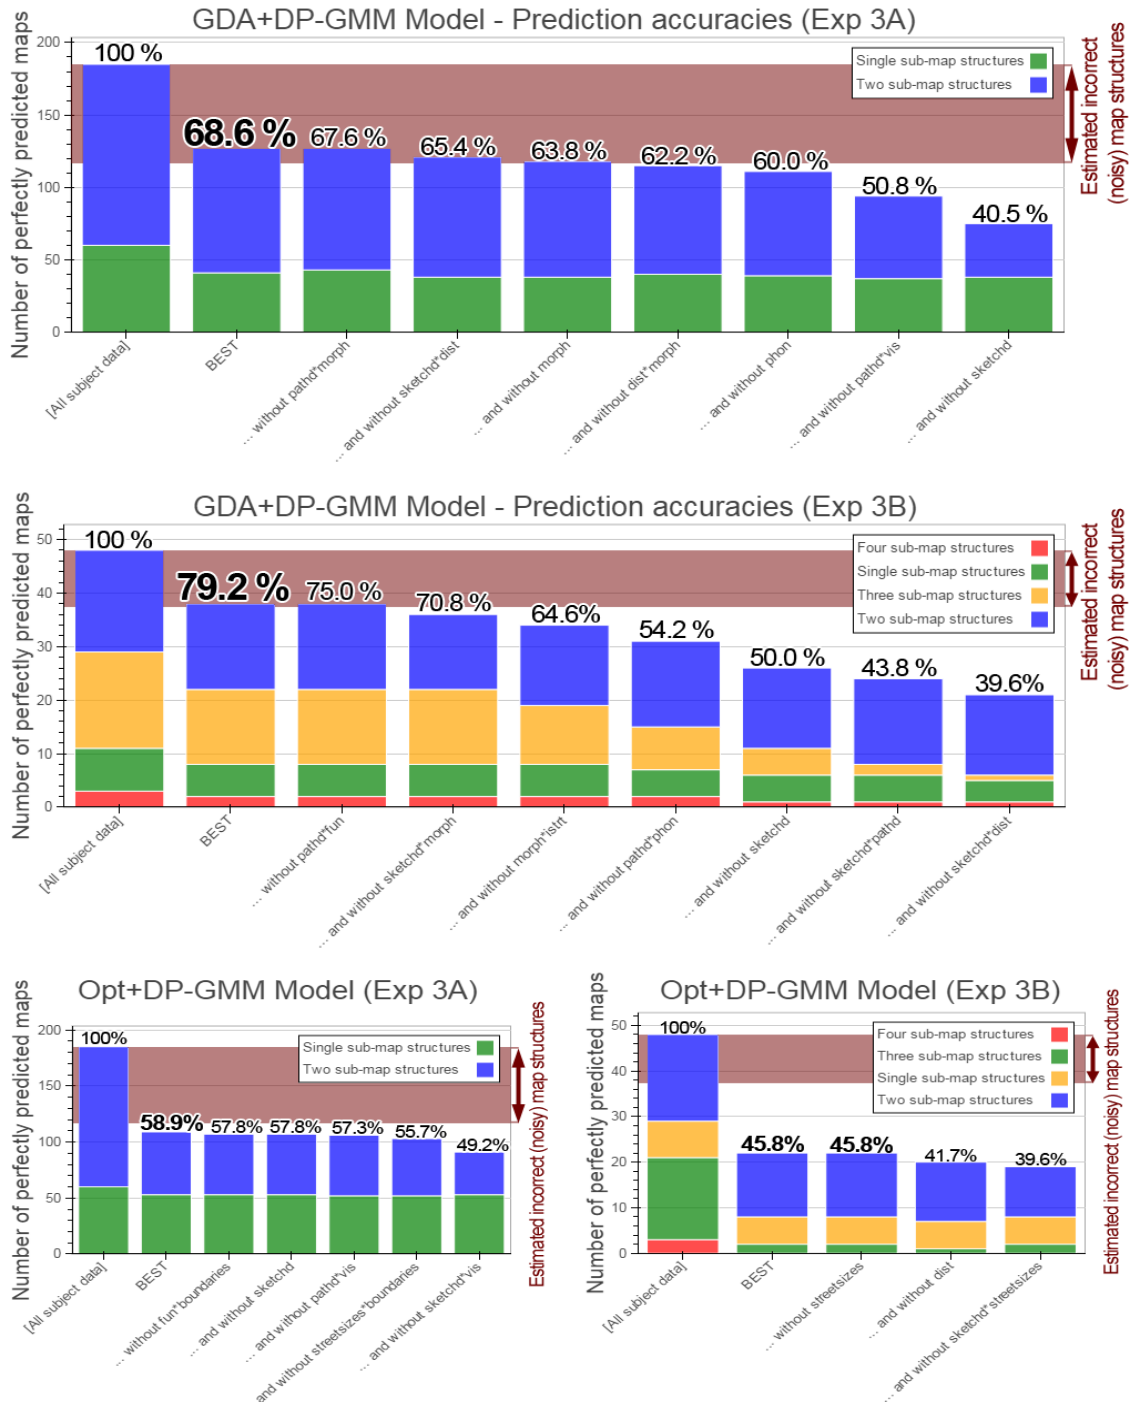 GDA+DP-GMM Model - Prediction accuracies (Exp 3A)
Number of perfectly predicted maps
200
150
100
50
0
100 %
68.6 %
67.6 %
65.4 %
63.8 %
62.2 %
60.0 %
50.8 %
40.5 %
Single sub-map structures
Two sub-map structures
Estimated incorrect
(noisy) map structures
[All subject data]
BEST
... without pathd*morph
... and without sketchd*dist
... and without morph
... and without dist*morph
... and without phon
... and without pathd*vis
... and without sketchd
GDA+DP-GMM Model - Prediction accuracies (Exp 3B)
Number of perfectly predicted maps
50
40
30
20
10
0
100 %
79.2 %
75.0 %
70.8 %
64.6%
54.2 %
50.0 %
43.8 %
39.6%
Four sub-map structures
Single sub-map structures
Three sub-map structures
Two sub-map structures
Estimated incorrect
(noisy) map structures
[All subject data]
BEST
... without pathd*fun
... and without sketchd*morph
... and without morph*istrt
... and without pathd*phon
... and without sketchd
... and without sketchd*pathd
... and without sketchd*dist
Opt+DP-GMM Model (Exp 3A)
Number of perfectly predicted maps
200
150
100
50
0
100%
58.9%
57.8%
57.8%
57.3%
55.7%
49.2%
Single sub-map structures
Two sub-map structures
Estimated incorrect (noisy) map structures
[All subject data]
BEST
... without fun*boundaries
... and without sketchd
... and without pathd*vis
and without streetsizes*boundaries
... and without sketchd*vis
Opt+DP-GMM Model (Exp 3B)
Number of perfectly predicted maps
50
40
30
20
10
0
100%
45.8%
45.8%
41.7%
39.6%
Four sub-map structures
Three sub-map structures
Single sub-map structures
Two sub-map structures
Estimated incorrect (noisy) map structures
[All subject data]
BEST
... without streetsizes
... and without dist
... and without sketchd*streetsizes